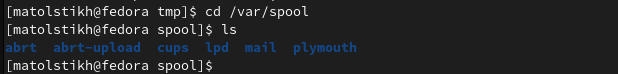 [matolstikh@fedora tmp]$ cd /var/spool
[matolstikh@fedora spool]$ ls
abrt  abrt-upload  cups  lpd  mail  plymouth
[matolstikh@fedora spool]$